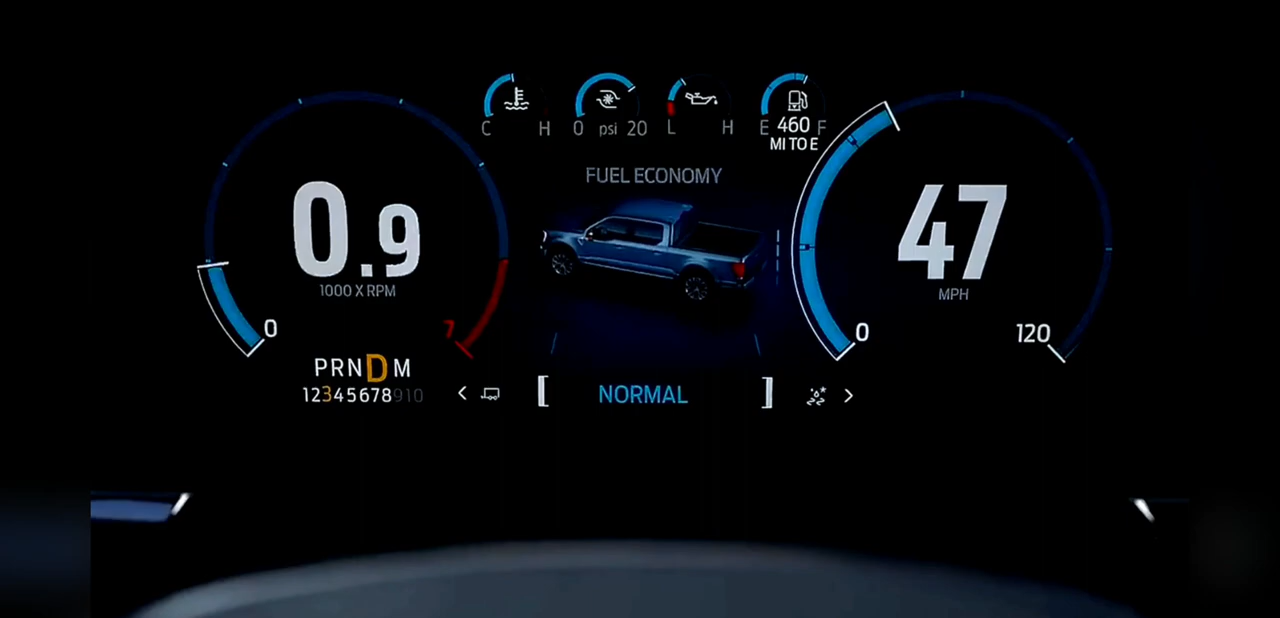 C H
0 psi 20
L H
E 460 F
MI TO E
FUEL ECONOMY
0.9
1000 X RPM
0
7
PRNDM
12345678910
47
MPH
0
120
NORMAL